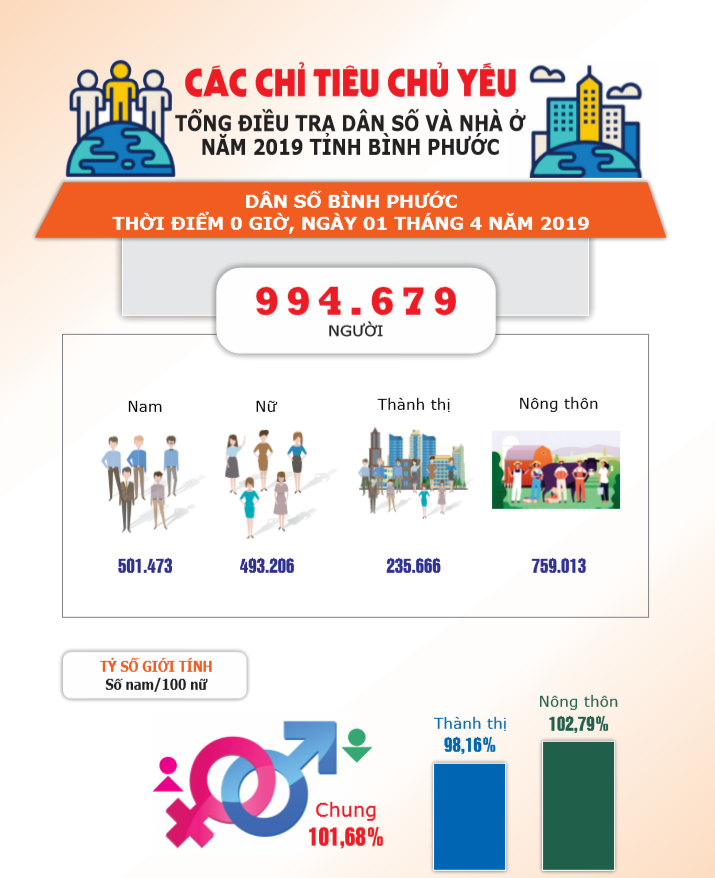 CÁC CHỈ TIÊU CHỦ YẾU
TỔNG ĐIỀU TRA DÂN SỐ VÀ NHÀ Ở
NĂM 2019 TỈNH BÌNH PHƯỚC
DÂN SỐ BÌNH PHƯỚC
THỜI ĐIỂM 0 GIỜ, NGÀY 01 THÁNG 4 NĂM 2019
994.679
NGƯỜI
Nam
Nữ
Thành thị
Nông thôn
501.473
493.206
235.666
759.013
TỶ SỐ GIỚI TÍNH
Số nam/100 nữ
Chung
101,68%
Thành thị
98,16%
Nông thôn
102,79%